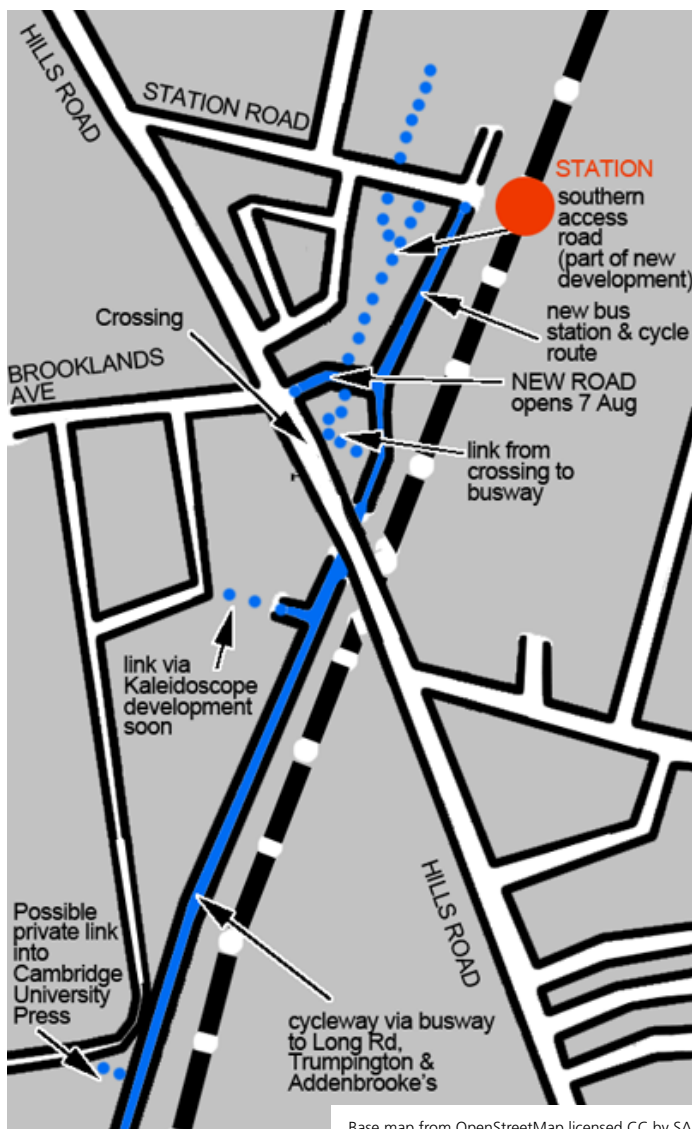 HILLS ROAD
STATION ROAD
STATION
southern
access
road
(part of new
development)
new bus
station & cycle
route
Crossing
BROOKLANDS
AVE
NEW ROAD
opens 7 Aug
link from
crossing to
busway
link via
Kaleidoscope
development
soon
HILLS ROAD
Possible
private link
into
Cambridge
University
Press
cycleway via busway
to Long Rd,
Trumpington &
Addenbrooke's
Base map from OpenStreetMap licensed CC by SA